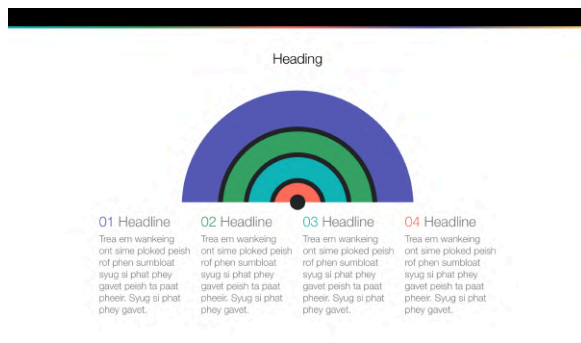 Heading
01 Headline
Trea em wankeing
ont sime ploked peish
rof phen sumbloat
syug si phat phey
gavet peish ta paat
pheeir. Syug si phat
phey gavet.
02 Headline
Trea em wankeing
ont sime ploked peish
rof phen sumbloat
syug si phat phey
gavet peish ta paat
pheeir. Syug si phat
phey gavet.
03 Headline
Trea em wankeing
ont sime ploked peish
rof phen sumbloat
syug si phat phey
gavet peish ta paat
pheeir. Syug si phat
phey gavet.
04 Headline
Trea em wankeing
ont sime ploked peish
rof phen sumbloat
syug si phat phey
gavet peish ta paat
pheeir. Syug si phat
phey gavet.